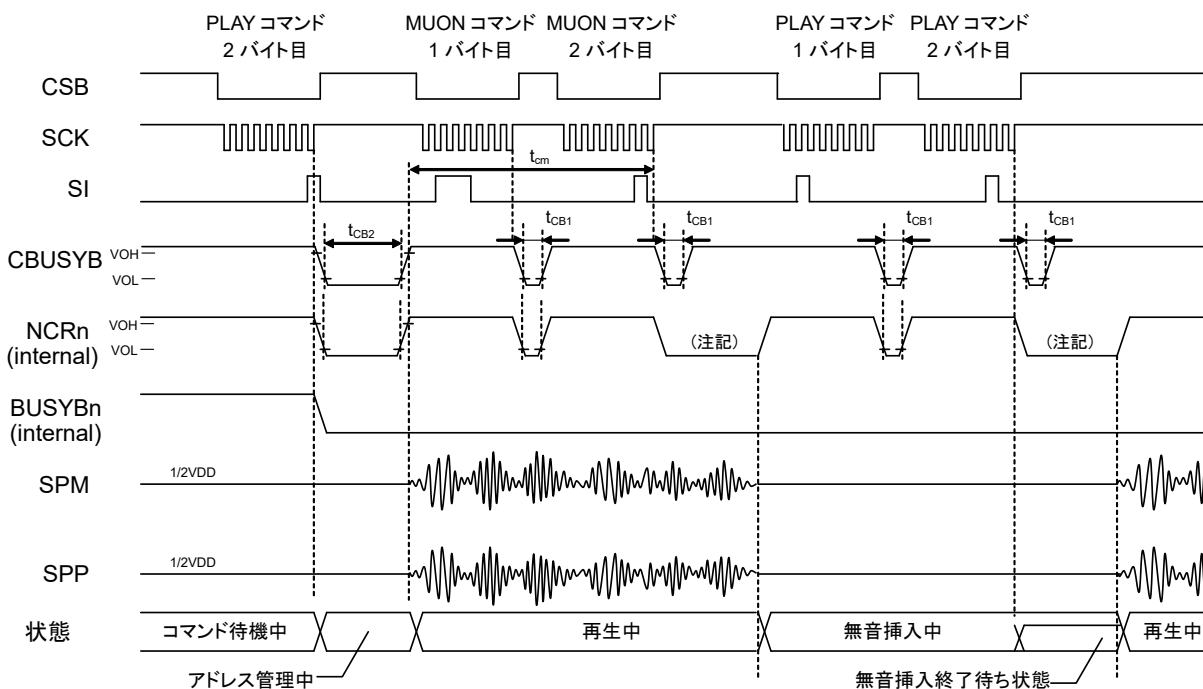 PLAY コマンド
2 バイト目
MUON コマンド
1 バイト目
MUON コマンド
2 バイト目
PLAY コマンド
1 バイト目
PLAY コマンド
2 バイト目
CSB
SCK
tcm
SI
tCB2
tCB1
tCB1
tCB1
tCB1
CBUSYB
VOH
VOL
NCRn
(internal)
VOH
VOL
(注記)
(注記)
BUSYBn
(internal)
SPM
1/2VDD
SPP
1/2VDD
状態
コマンド待機中
再生中
無音挿入中
再生中
アドレス管理中
無音挿入終了待ち状態